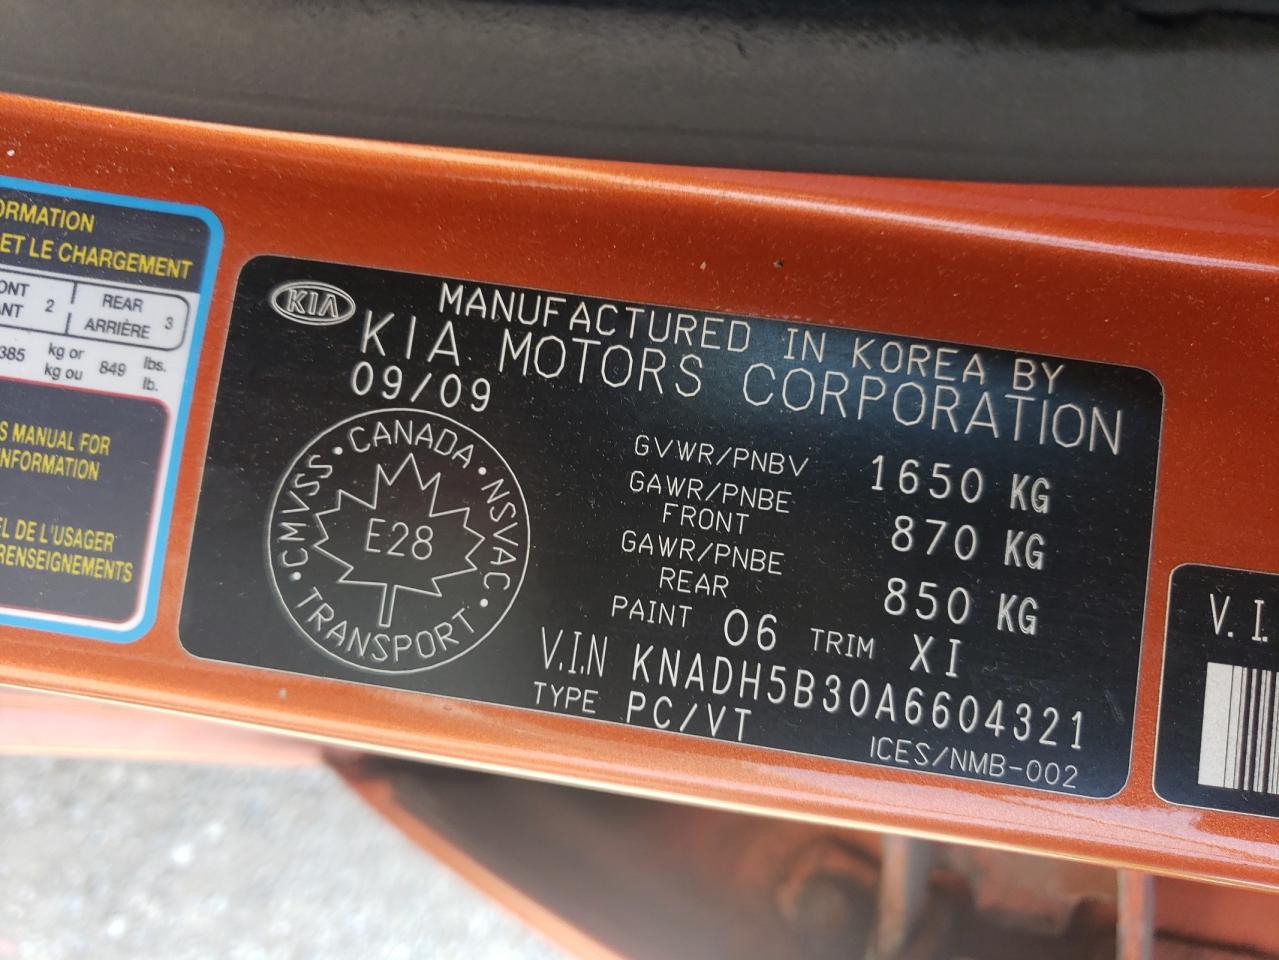 ORMATION
ET LE CHARGEMENT
ONT
ANT 2
REAR
ARRIÈRE 3
385 kg or
kg ou 849 lbs.
lb.
S MANUAL FOR
NFORMATION
EL DE L'USAGER
RENSEIGNEMENTS
KIA
MANUFACTURED IN KOREA BY
KIA MOTORS CORPORATION
09/09
CMVSS • CANADA • NSVAC • TRANSPORT
E28
GVWR/PNBV 1650 KG
GAWR/PNBE
FRONT 870 KG
GAWR/PNBE
REAR 850 KG
PAINT 06 TRIM XI
V.I.N KNADH5B30A6604321
TYPE PC/VT
ICES/NMB-002
V. I.